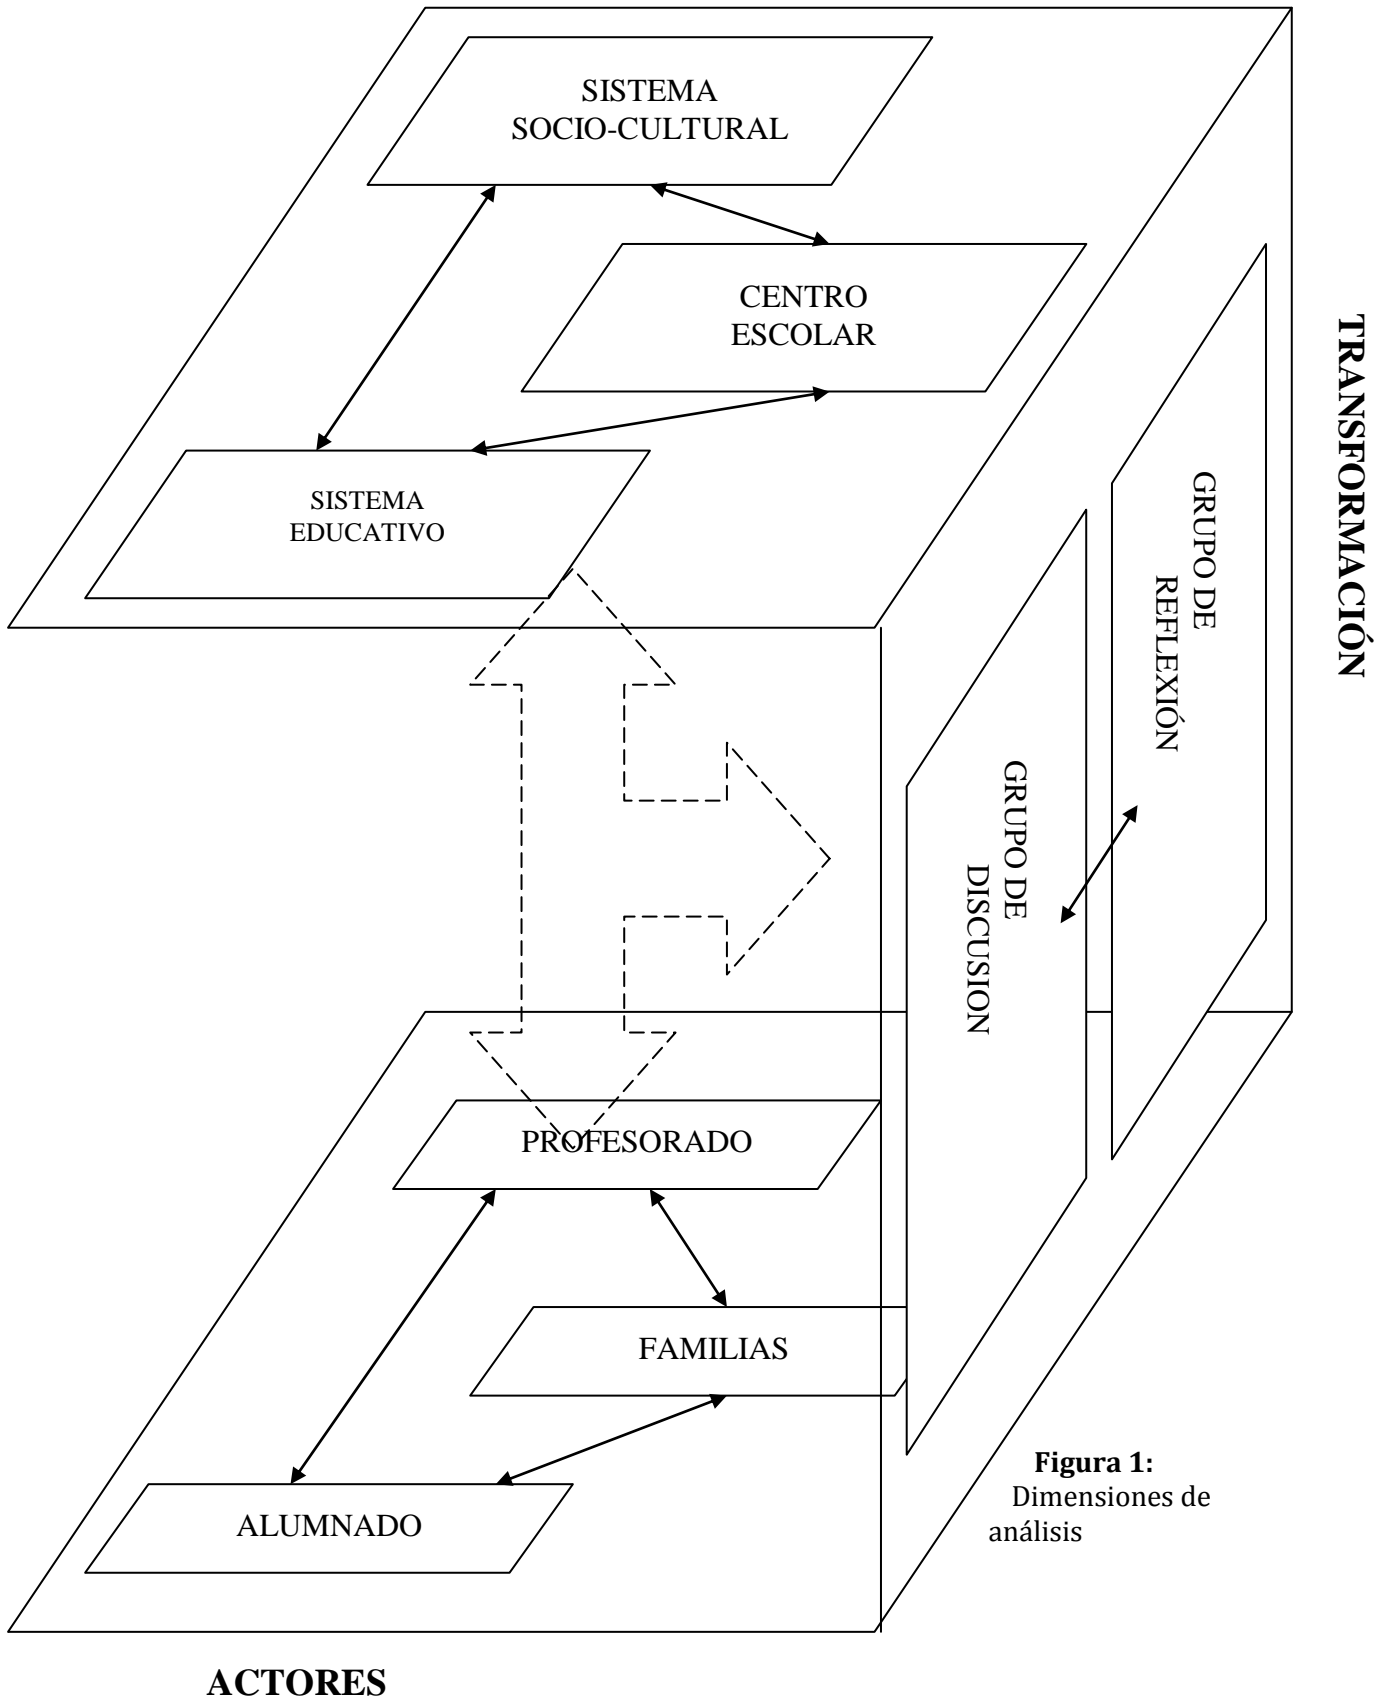 SISTEMA
SOCIO-CULTURAL
CENTRO
ESCOLAR
SISTEMA
EDUCATIVO
TRANSFORMACIÓN
GRUPO DE
REFLEXIÓN
GRUPO DE
DISCUSION
PROFESORADO
FAMILIAS
ALUMNADO
Figura 1:
Dimensiones de
análisis
ACTORES